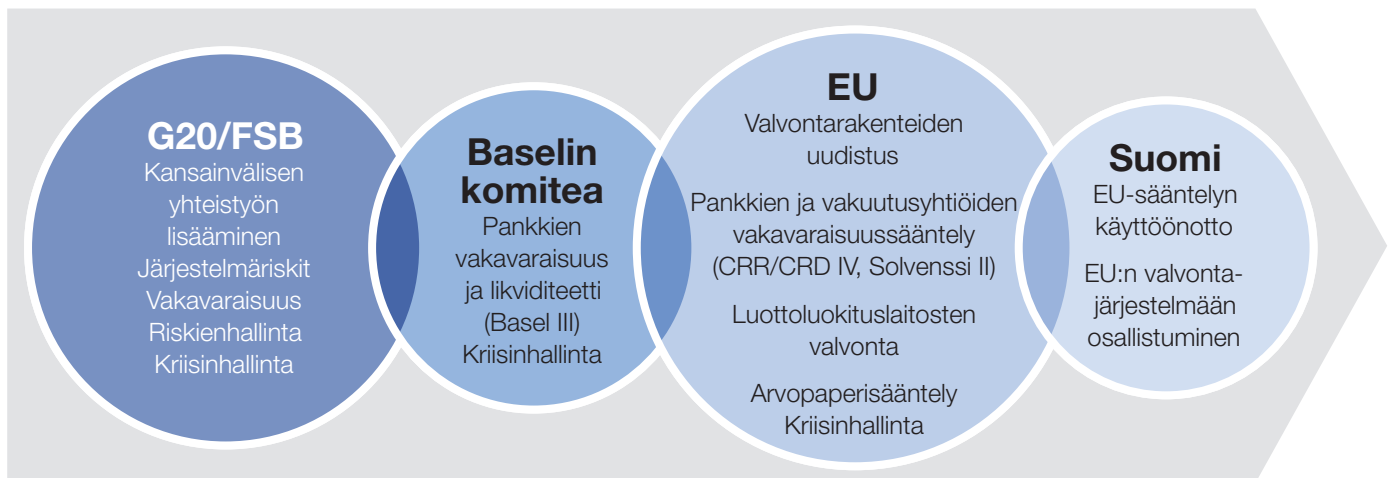 G20/FSB
Kansainvälisen
yhteistyön
lisääminen
Järjestelmäriskit
Vakavaraisuus
Riskienhallinta
Kriisinhallinta
Baselin
komitea
Pankkien
vakavaraisuus
ja likviditeetti
(Basel III)
Kriisinhallinta
EU
Valvontarakenteiden
uudistus
Pankkien ja vakuutusyhtiöiden
vakavaraisuussääntely
(CRR/CRD IV, Solvenssi II)
Luottoluokituslaitosten
valvonta
Arvopaperisääntely
Kriisinhallinta
Suomi
EU-sääntelyn
käyttöönotto
EU:n valvonta-
järjestelmään
osallistuminen